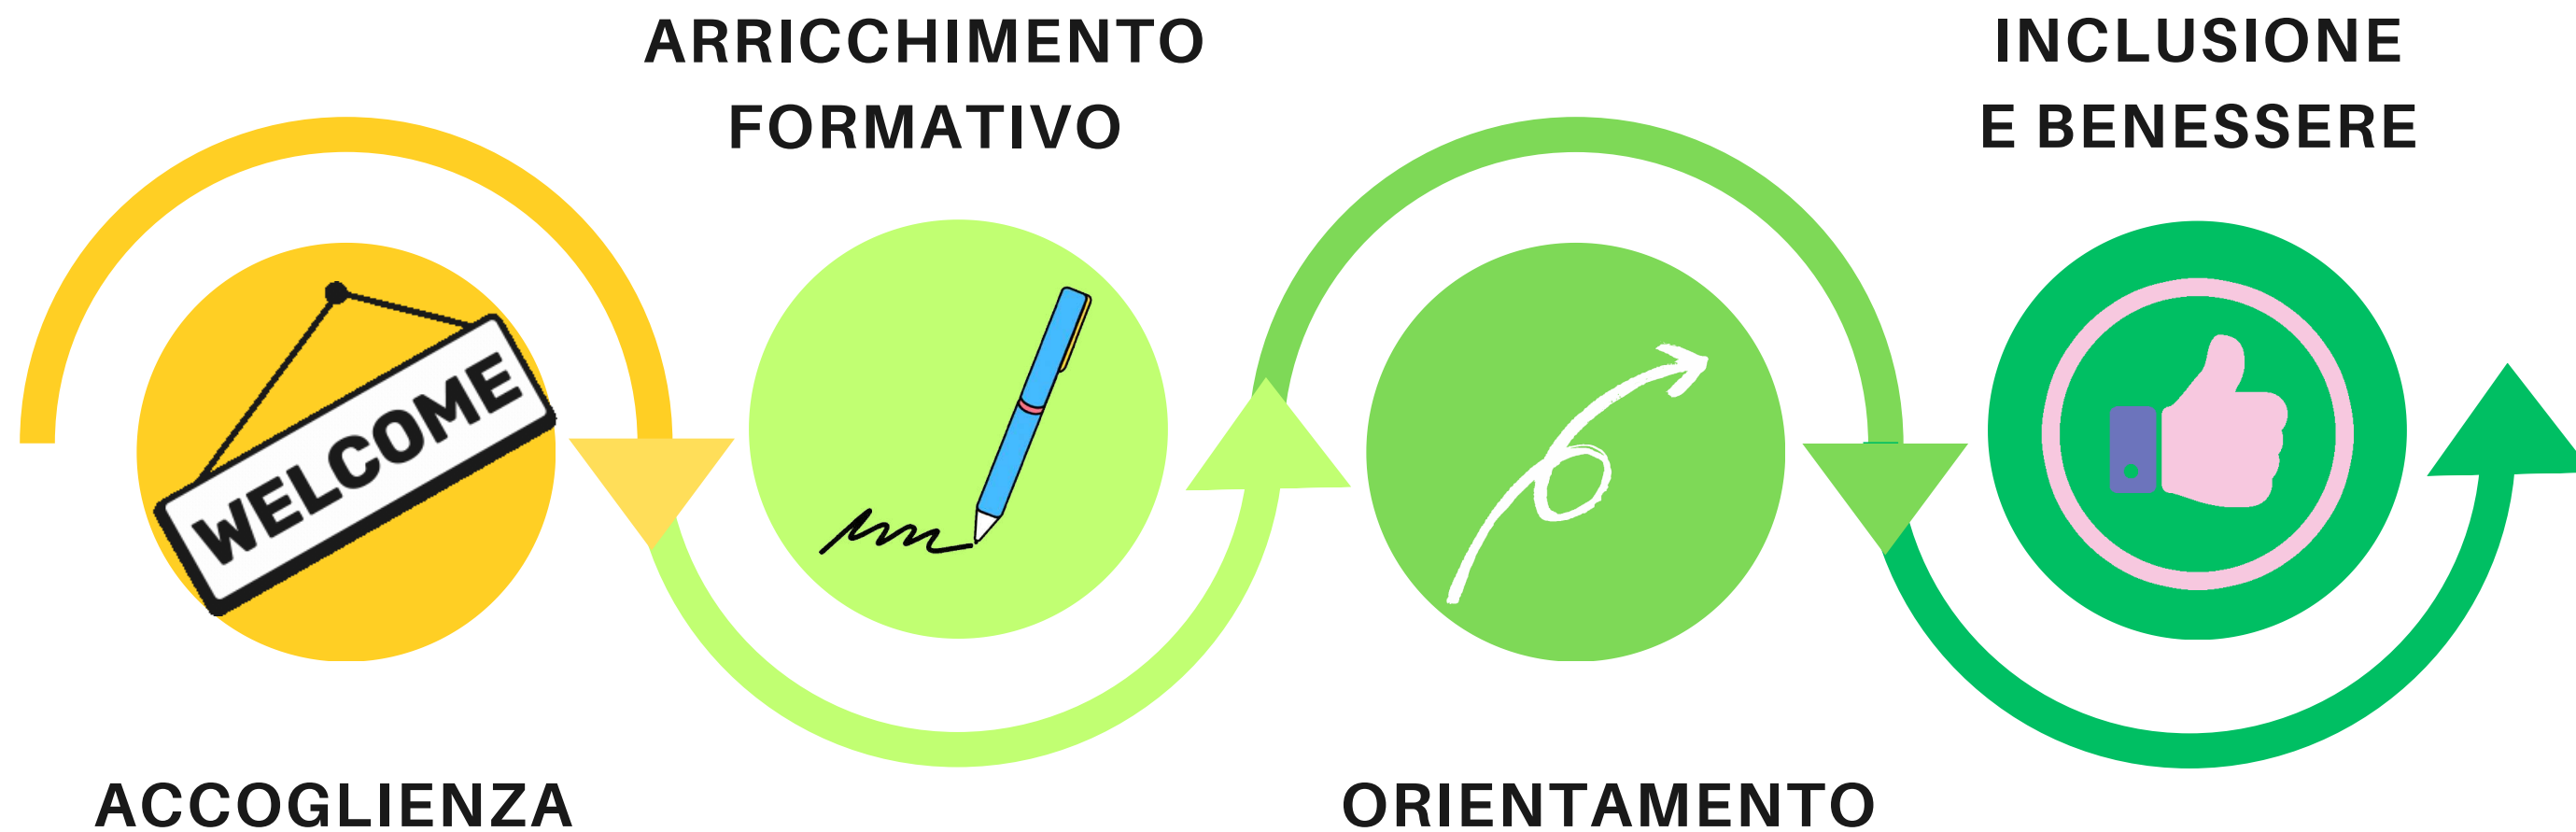 ARRICCHIMENTO
FORMATIVO
INCLUSIONE
E BENESSERE
WELCOME
ACCOGLIENZA
ORIENTAMENTO